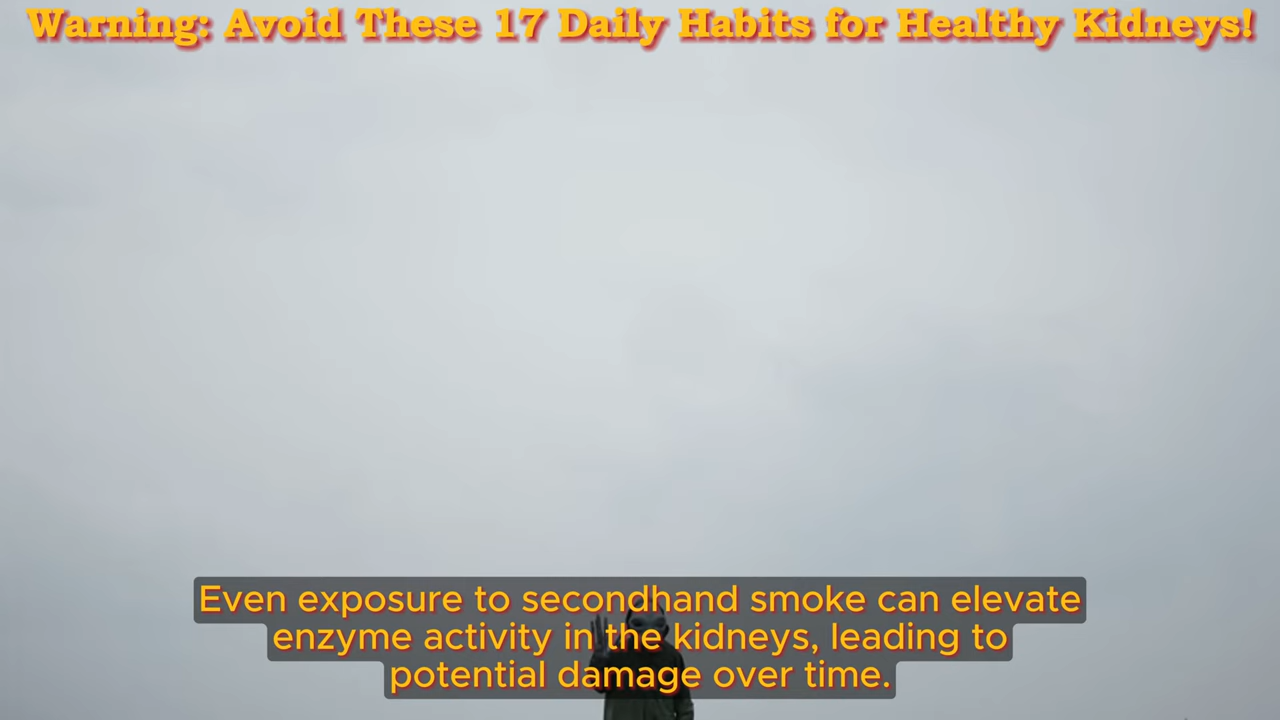 Warning: Avoid These 17 Daily Habits for Healthy Kidneys!
Even exposure to secondhand smoke can elevate
enzyme activity in the kidneys, leading to
potential damage over time.